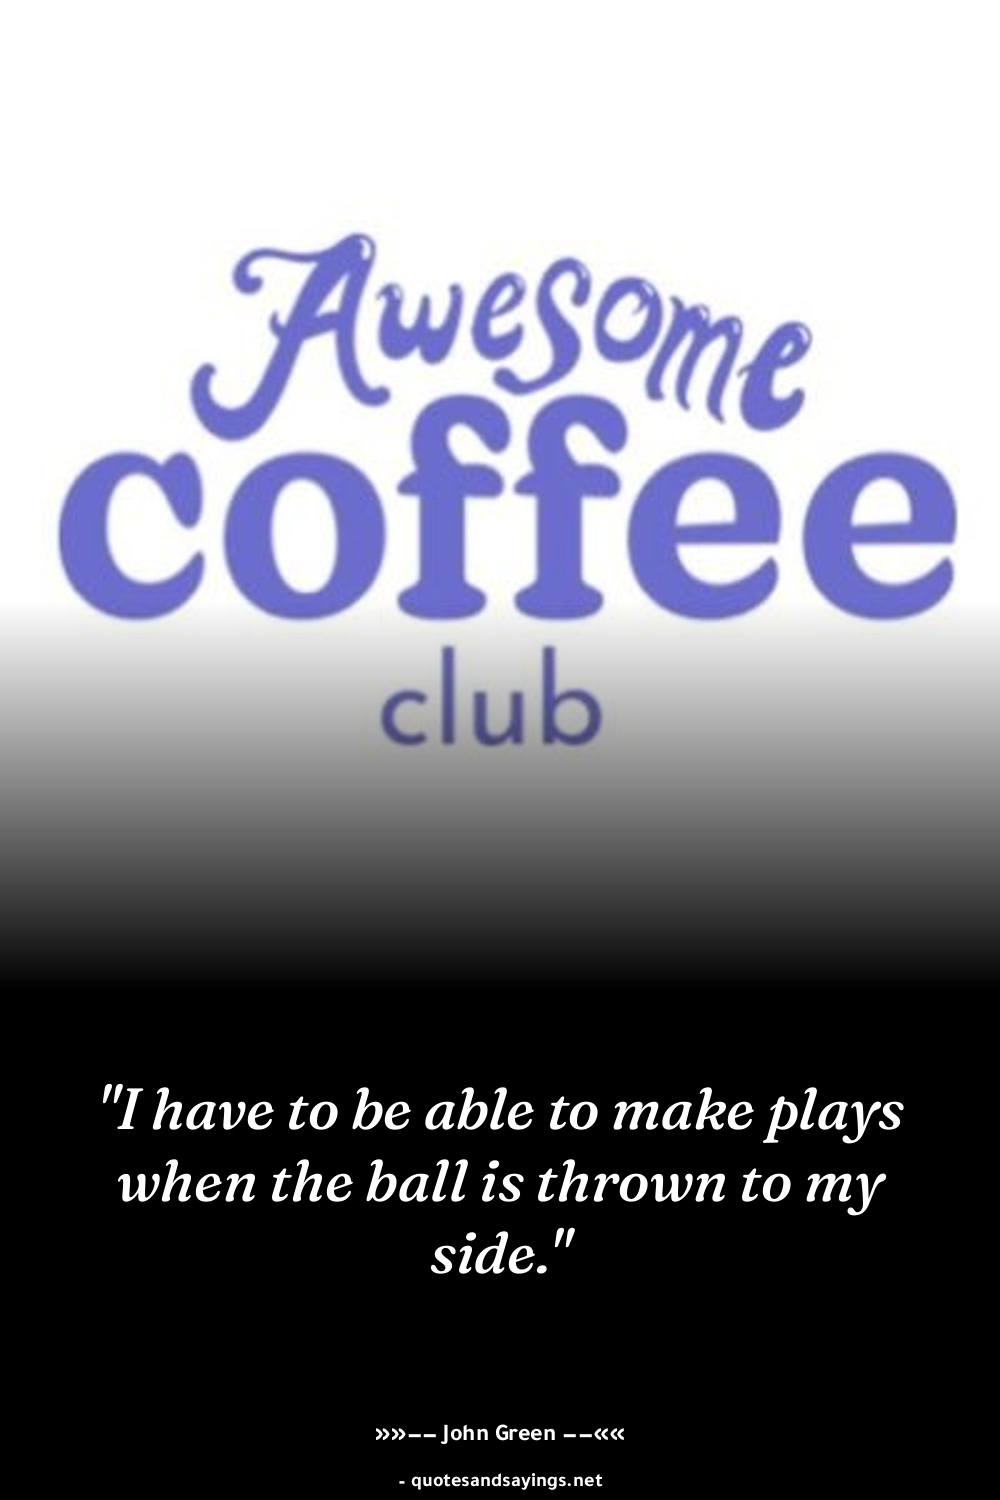 Awesome
coffee
club
"I have to be able to make plays
when the ball is thrown to my
side."
»»−− John Green −−««
- quotesandsayings.net